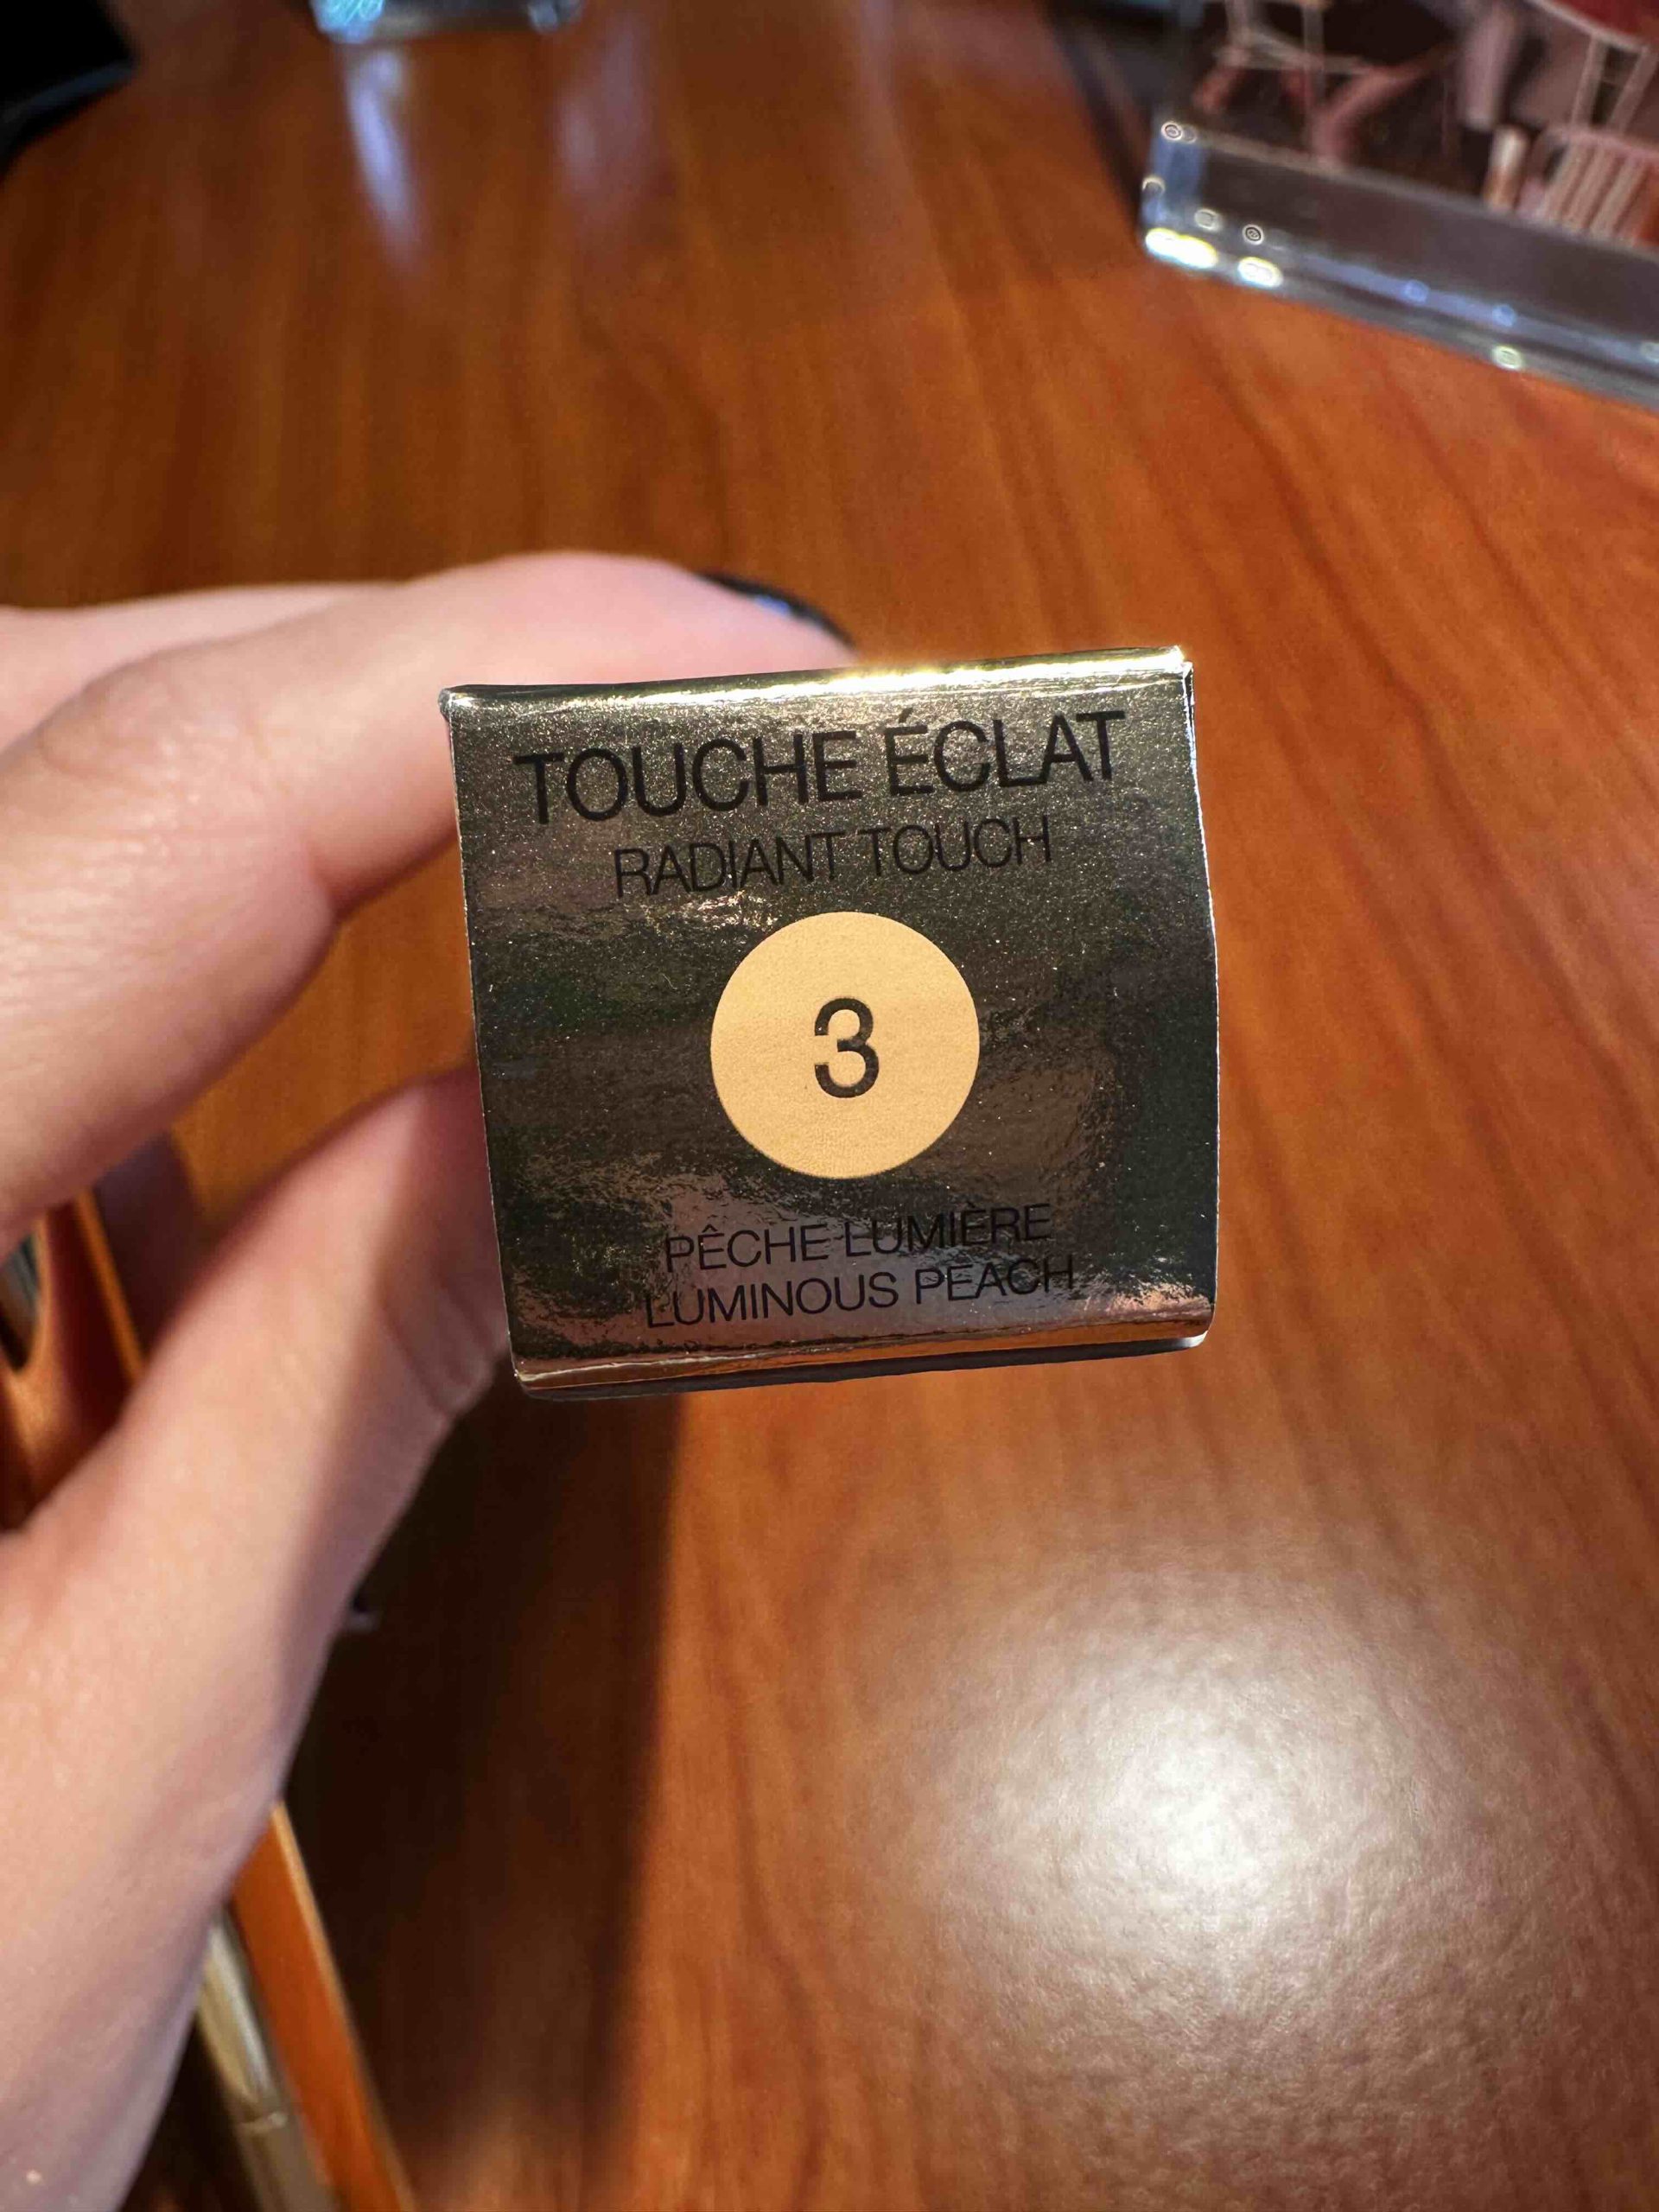 TOUCHE ÉCLAT
RADIANT TOUCH
3
PÊCHE LUMIÈRE
LUMINOUS PEACH